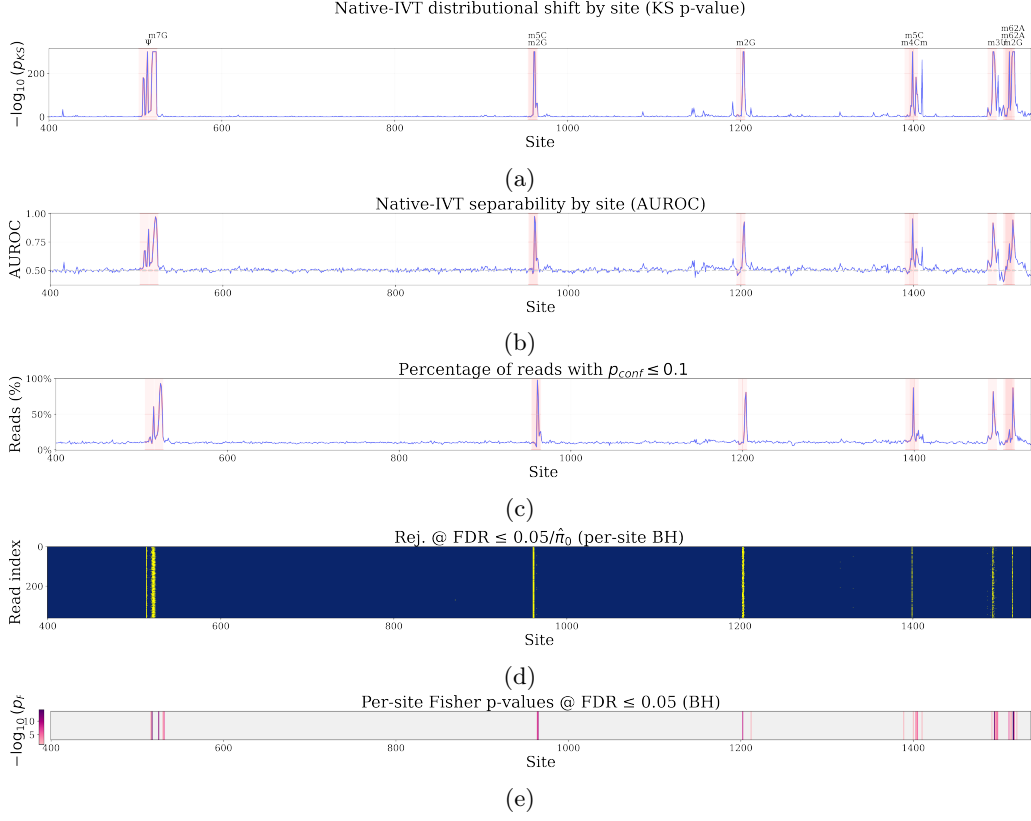 Native-IVT distributional shift by site (KS p-value)
m62A
m7G m5C m5C m62A
Ψ m2G m2G m4Cm m3U m2G
−log₁₀(p_KS)
200
0
400 600 800 1000 1200 1400
Site
(a)
Native-IVT separability by site (AUROC)
AUROC
1.00
0.75
0.50
400 600 800 1000 1200 1400
Site
(b)
Percentage of reads with p_conf ≤ 0.1
Reads (%)
100%
50%
0%
400 600 800 1000 1200 1400
Site
(c)
Rej. @ FDR ≤ 0.05/π̂₀ (per-site BH)
Read index
0
200
400 600 800 1000 1200 1400
Site
(d)
Per-site Fisher p-values @ FDR ≤ 0.05 (BH)
−log₁₀(p_f
10
5
400 600 800 1000 1200 1400
Site
(e)